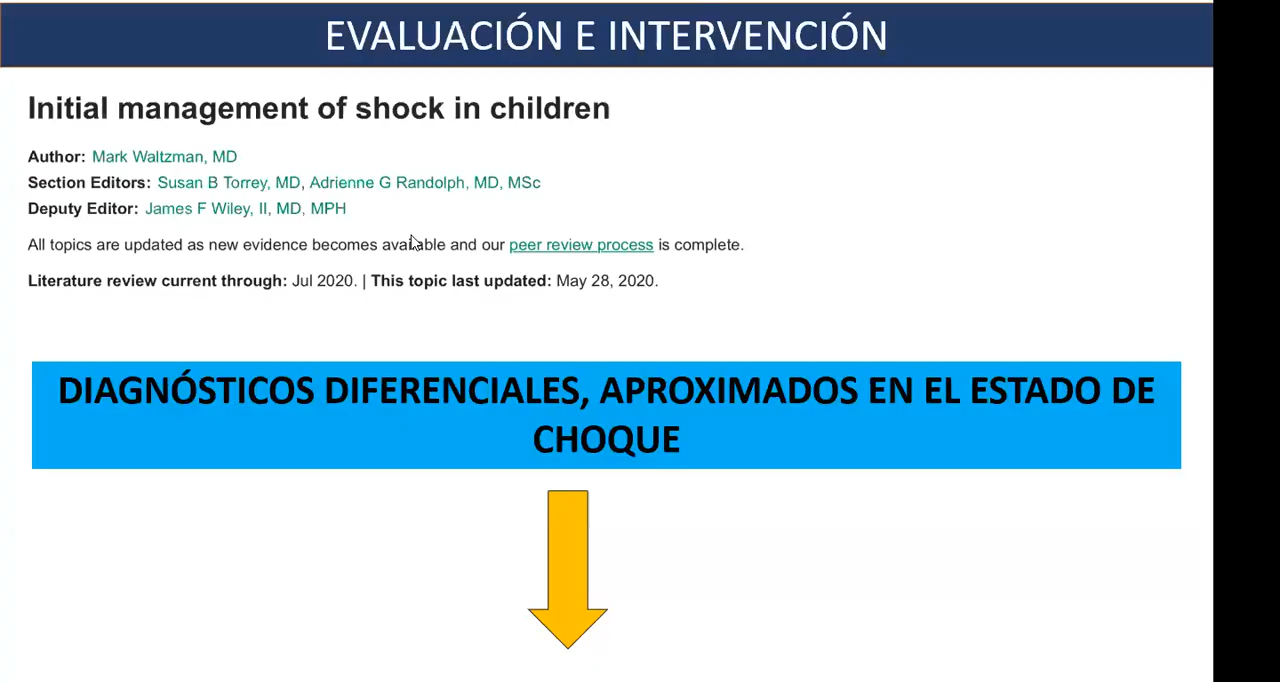 EVALUACIÓN E INTERVENCIÓN
Initial management of shock in children
Author: Mark Waltzman, MD
Section Editors: Susan B Torrey, MD, Adrienne G Randolph, MD, MSc
Deputy Editor: James F Wiley, II, MD, MPH
All topics are updated as new evidence becomes available and our peer review process is complete.
Literature review current through: Jul 2020. | This topic last updated: May 28, 2020.
DIAGNÓSTICOS DIFERENCIALES, APROXIMADOS EN EL ESTADO DE
CHOQUE